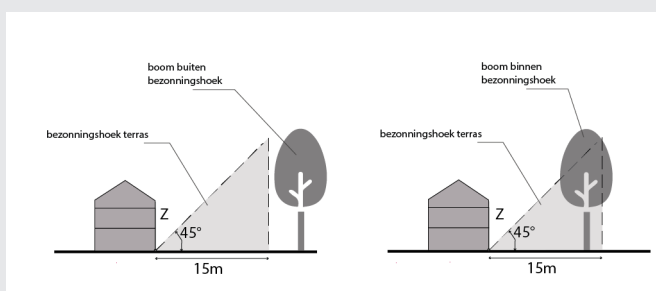 boom buiten
bezonningshoek
bezonningshoek terras
Z
45°
15m
boom binnen
bezonningshoek
bezonningshoek terras
Z
45°
15m